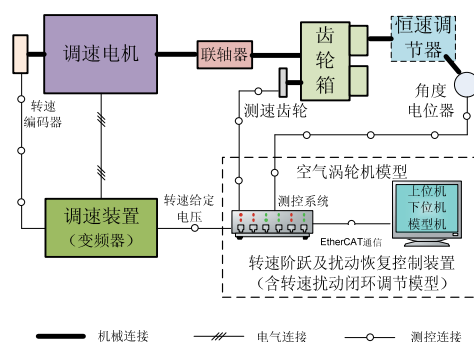 调速电机
联轴器
齿
轮
箱
恒速调
节器
转速
编码器
测速齿轮
角度
电位器
调速装置
（变频器）
转速给定
电压
空气涡轮机模型
测控系统
上位机
下位机
模型机
EtherCAT通信
转速阶跃及扰动恢复控制装置
（含转速扰动闭环调节模型）
机械连接
电气连接
测控连接